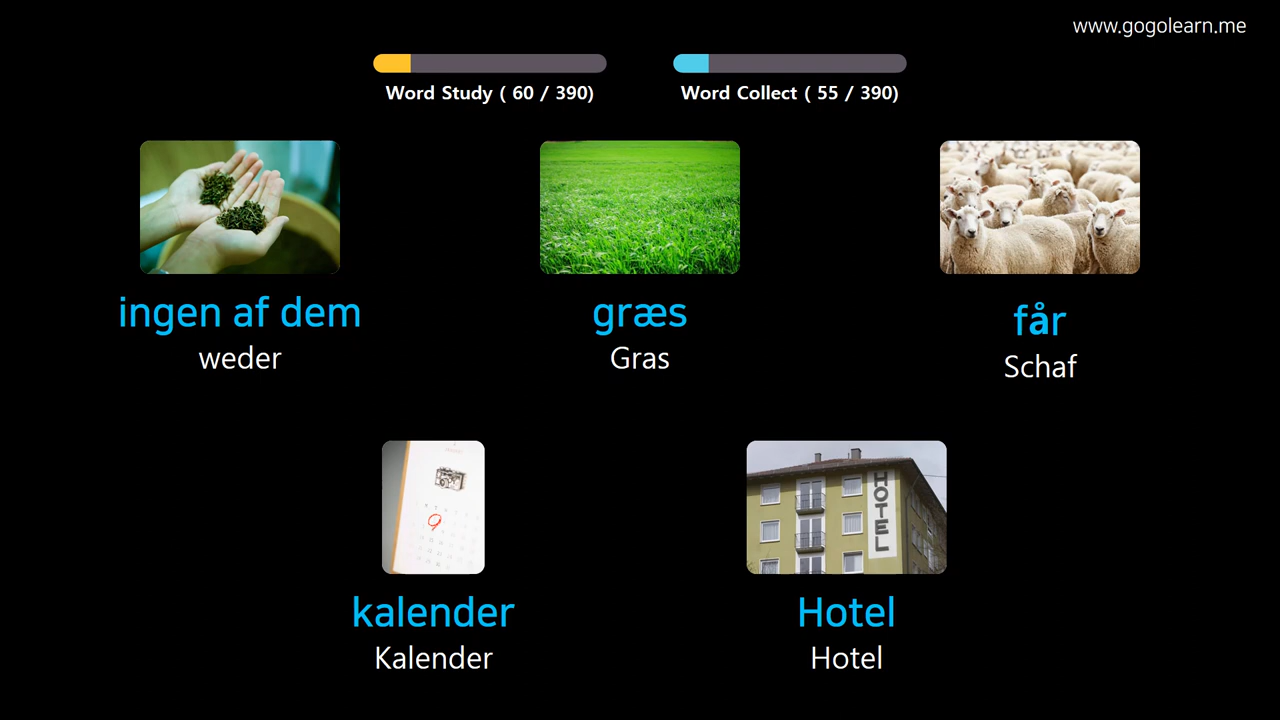 www.gogolearn.me
Word Study ( 60 / 390)
Word Collect ( 55 / 390)
ingen af dem
weder
græs
Gras
får
Schaf
HOTEL
kalender
Kalender
Hotel
Hotel